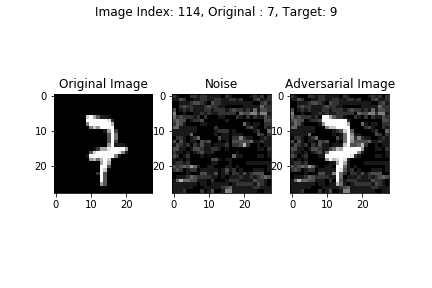 Image Index: 114, Original : 7, Target: 9
Original Image Noise Adversarial Image
0 0 0
10 10 10
20 20 20
0 10 20 0 10 20 0 10 20